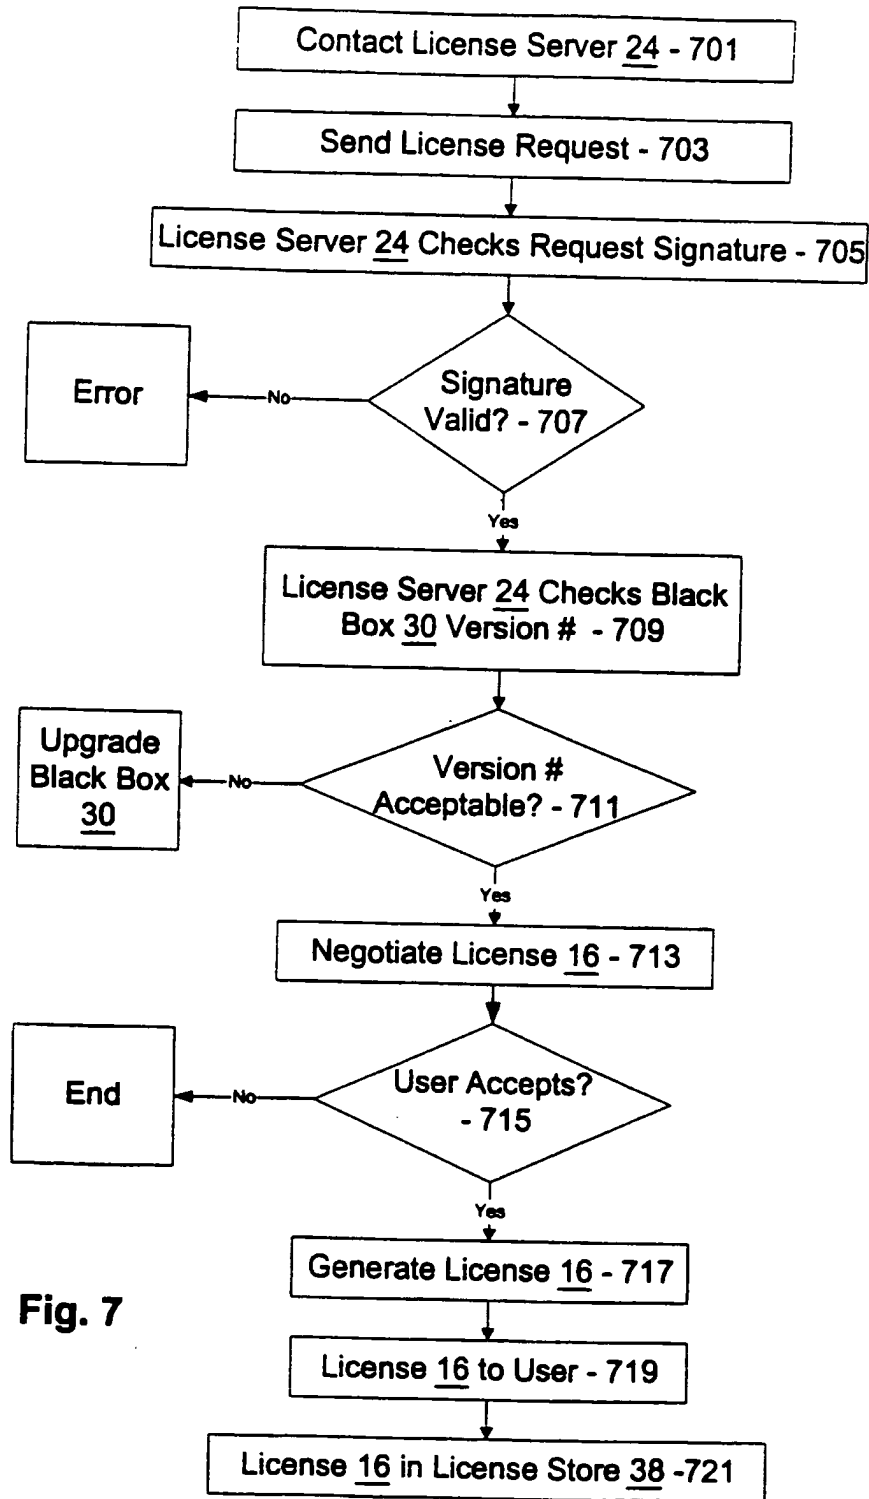 Contact License Server 24 - 701
Send License Request - 703
License Server 24 Checks Request Signature - 705
Signature
Valid? - 707
No
Error
Yes
License Server 24 Checks Black
Box 30 Version # - 709
Version #
Acceptable? - 711
No
Upgrade
Black Box
30
Yes
Negotiate License 16 - 713
User Accepts?
- 715
No
End
Yes
Generate License 16 - 717
Fig. 7
License 16 to User - 719
License 16 in License Store 38 -721